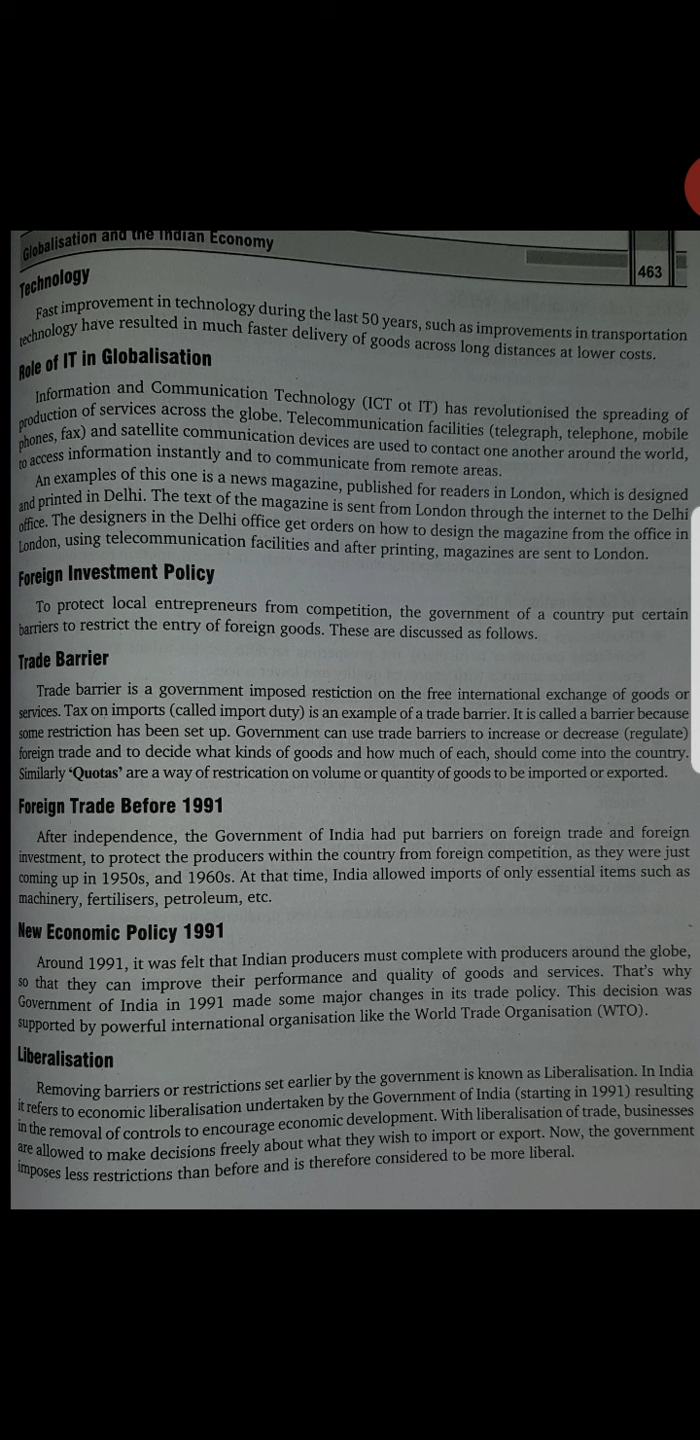 Globalisation and the Indian Economy
463
Technology
Fast improvement in technology during the last 50 years, such as improvements in transportation
technology have resulted in much faster delivery of goods across long distances at lower costs.
Role of IT in Globalisation
Information and Communication Technology (ICT ot IT) has revolutionised the spreading of
production of services across the globe. Telecommunication facilities (telegraph, telephone, mobile
phones, fax) and satellite communication devices are used to contact one another around the world,
to access information instantly and to communicate from remote areas.
An examples of this one is a news magazine, published for readers in London, which is designed
and printed in Delhi. The text of the magazine is sent from London through the internet to the Delhi
office. The designers in the Delhi office get orders on how to design the magazine from the office in
London, using telecommunication facilities and after printing, magazines are sent to London.
Foreign Investment Policy
To protect local entrepreneurs from competition, the government of a country put certain
barriers to restrict the entry of foreign goods. These are discussed as follows.
Trade Barrier
Trade barrier is a government imposed restiction on the free international exchange of goods or
services. Tax on imports (called import duty) is an example of a trade barrier. It is called a barrier because
some restriction has been set up. Government can use trade barriers to increase or decrease (regulate)
foreign trade and to decide what kinds of goods and how much of each, should come into the country.
Similarly 'Quotas' are a way of restrication on volume or quantity of goods to be imported or exported.
Foreign Trade Before 1991
After independence, the Government of India had put barriers on foreign trade and foreign
investment, to protect the producers within the country from foreign competition, as they were just
coming up in 1950s, and 1960s. At that time, India allowed imports of only essential items such as
machinery, fertilisers, petroleum, etc.
New Economic Policy 1991
Around 1991, it was felt that Indian producers must complete with producers around the globe,
so that they can improve their performance and quality of goods and services. That's why
Government of India in 1991 made some major changes in its trade policy. This decision was
supported by powerful international organisation like the World Trade Organisation (WTO).
Liberalisation
Removing barriers or restrictions set earlier by the government is known as Liberalisation. In India
it refers to economic liberalisation undertaken by the Government of India (starting in 1991) resulting
in the removal of controls to encourage economic development. With liberalisation of trade, businesses
are allowed to make decisions freely about what they wish to import or export. Now, the government
imposes less restrictions than before and is therefore considered to be more liberal.